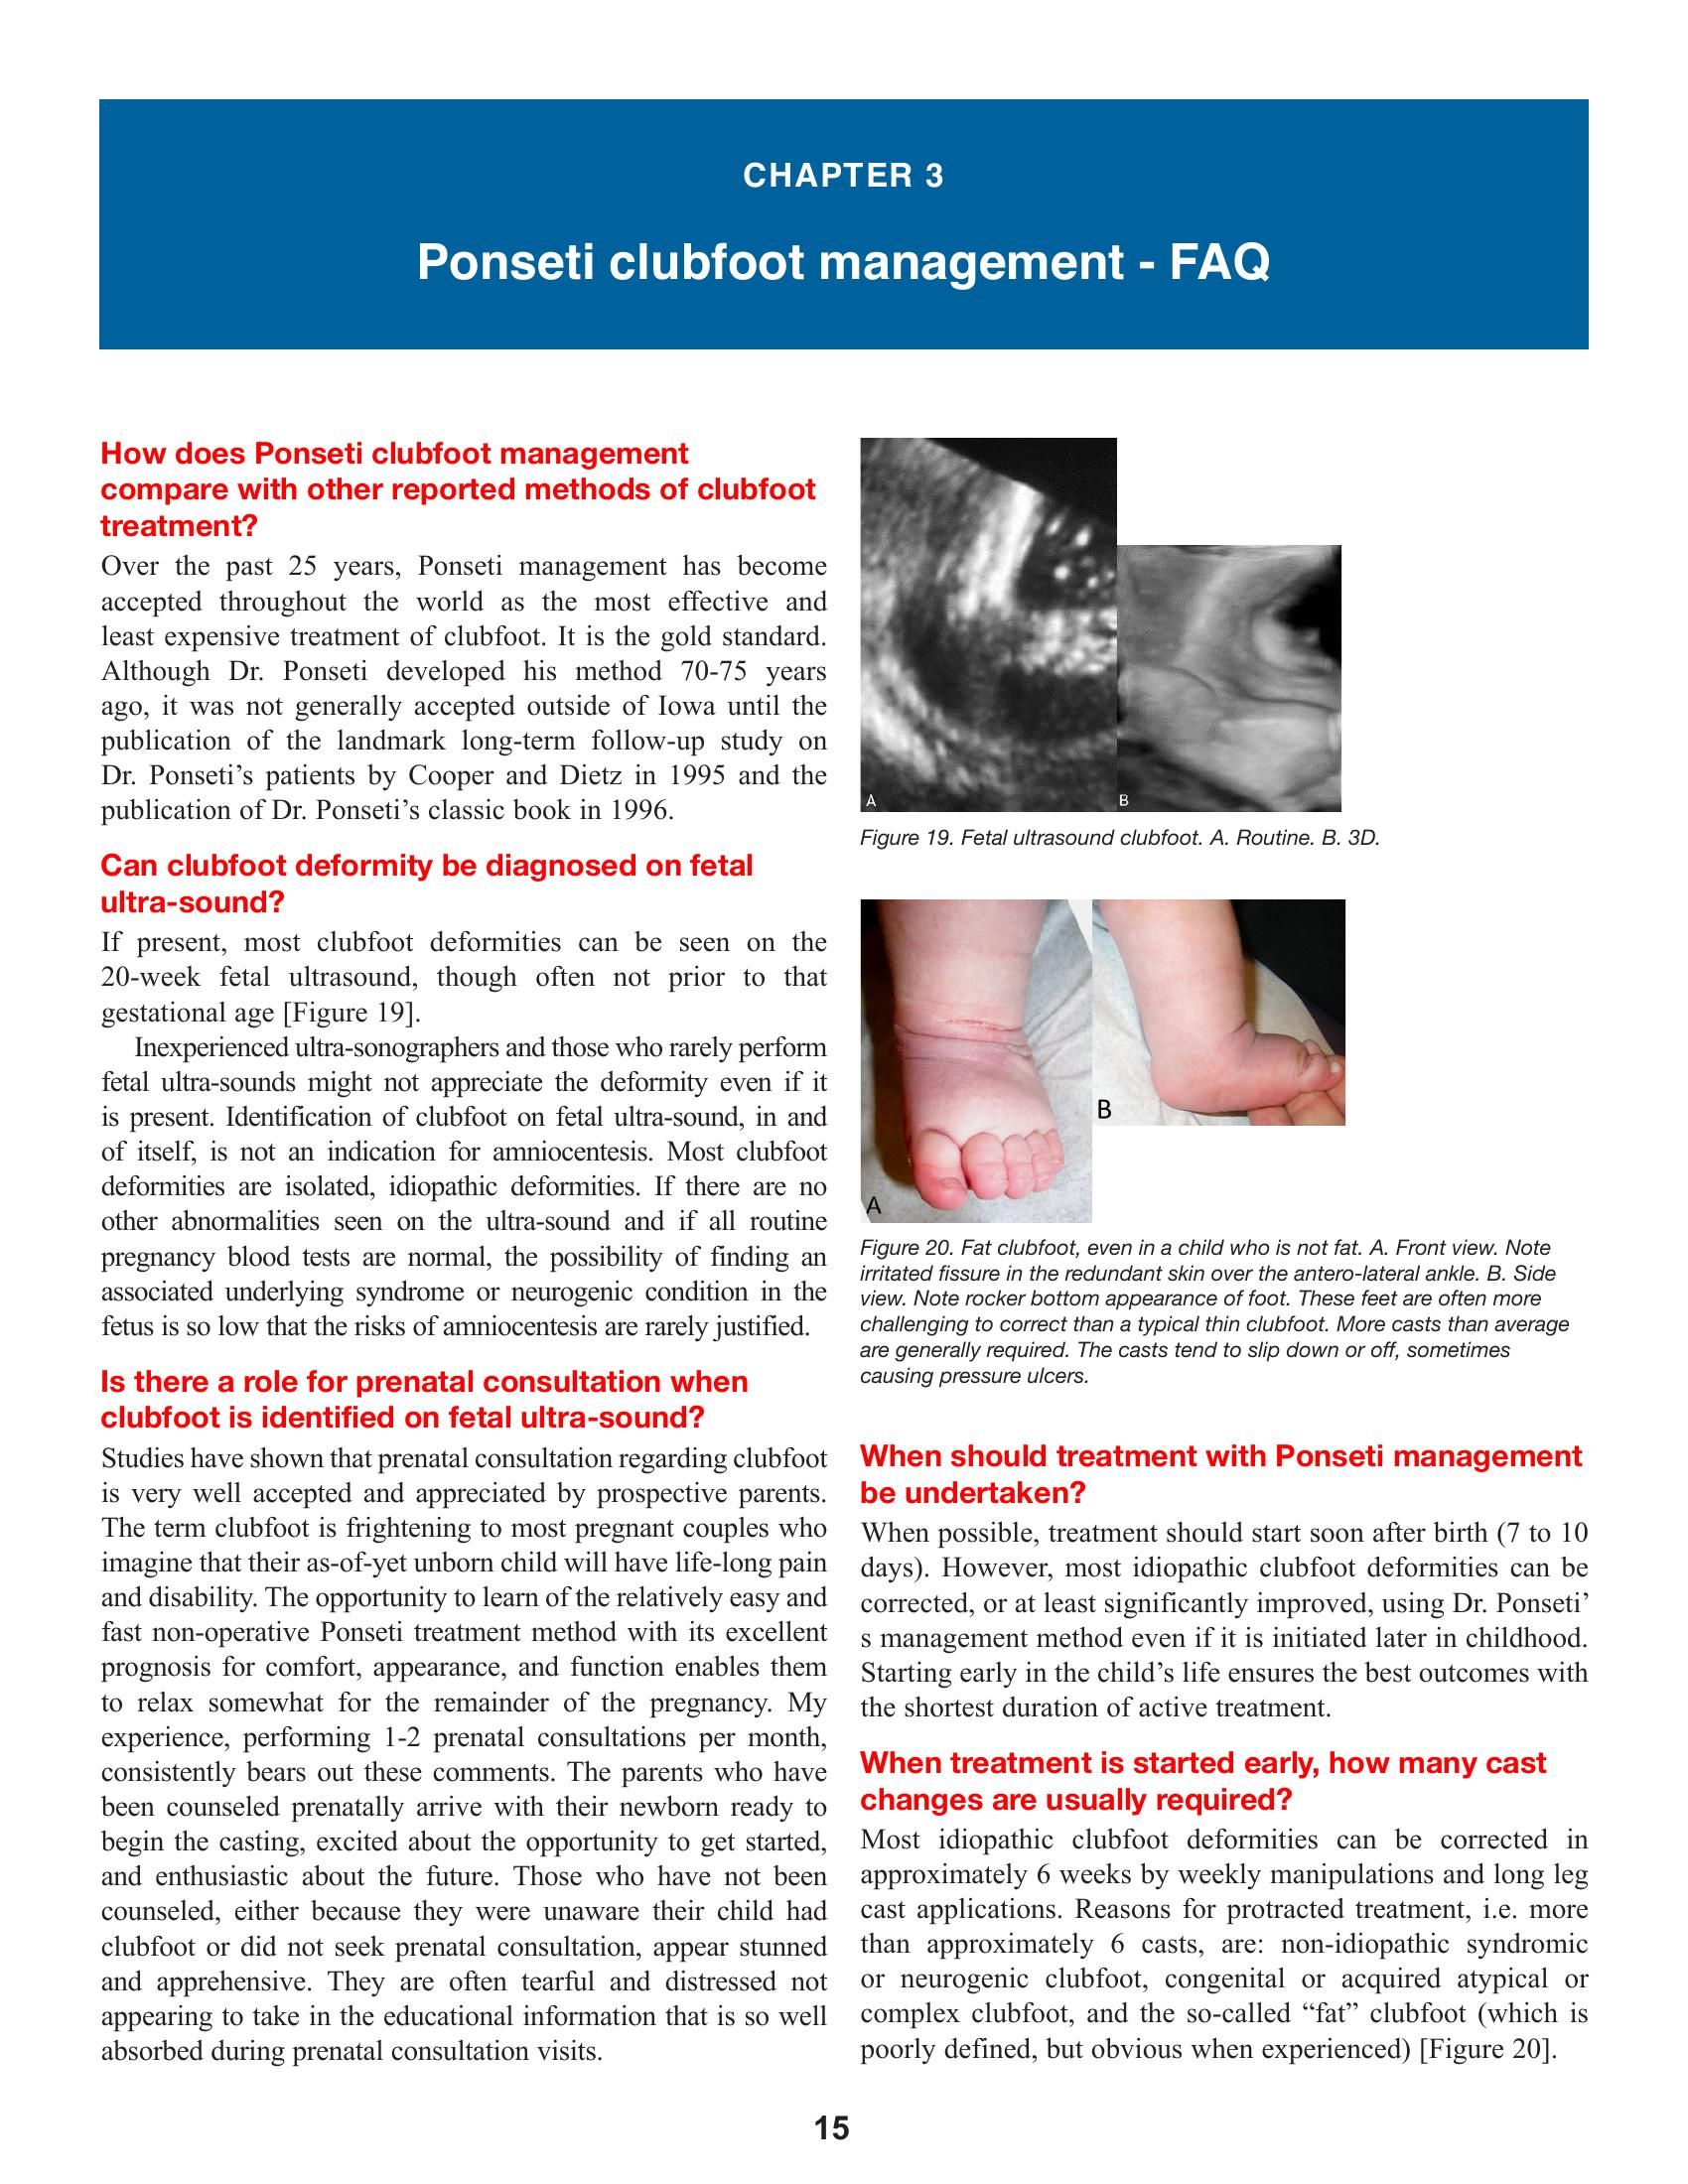 CHAPTER 3
Ponseti clubfoot management - FAQ
How does Ponseti clubfoot management
compare with other reported methods of clubfoot
treatment?
Over the past 25 years, Ponseti management has become
accepted throughout the world as the most effective and
least expensive treatment of clubfoot. It is the gold standard.
Although Dr. Ponseti developed his method 70-75 years
ago, it was not generally accepted outside of Iowa until the
publication of the landmark long-term follow-up study on
Dr. Ponseti’s patients by Cooper and Dietz in 1995 and the
publication of Dr. Ponseti’s classic book in 1996.
Can clubfoot deformity be diagnosed on fetal
ultra-sound?
If present, most clubfoot deformities can be seen on the
20-week fetal ultrasound, though often not prior to that
gestational age [Figure 19].
Inexperienced ultra-sonographers and those who rarely perform
fetal ultra-sounds might not appreciate the deformity even if it
is present. Identification of clubfoot on fetal ultra-sound, in and
of itself, is not an indication for amniocentesis. Most clubfoot
deformities are isolated, idiopathic deformities. If there are no
other abnormalities seen on the ultra-sound and if all routine
pregnancy blood tests are normal, the possibility of finding an
associated underlying syndrome or neurogenic condition in the
fetus is so low that the risks of amniocentesis are rarely justified.
Is there a role for prenatal consultation when
clubfoot is identified on fetal ultra-sound?
Studies have shown that prenatal consultation regarding clubfoot
is very well accepted and appreciated by prospective parents.
The term clubfoot is frightening to most pregnant couples who
imagine that their as-of-yet unborn child will have life-long pain
and disability. The opportunity to learn of the relatively easy and
fast non-operative Ponseti treatment method with its excellent
prognosis for comfort, appearance, and function enables them
to relax somewhat for the remainder of the pregnancy. My
experience, performing 1-2 prenatal consultations per month,
consistently bears out these comments. The parents who have
been counseled prenatally arrive with their newborn ready to
begin the casting, excited about the opportunity to get started,
and enthusiastic about the future. Those who have not been
counseled, either because they were unaware their child had
clubfoot or did not seek prenatal consultation, appear stunned
and apprehensive. They are often tearful and distressed not
appearing to take in the educational information that is so well
absorbed during prenatal consultation visits.
A
B
Figure 19. Fetal ultrasound clubfoot. A. Routine. B. 3D.
A
B
Figure 20. Fat clubfoot, even in a child who is not fat. A. Front view. Note
irritated fissure in the redundant skin over the antero-lateral ankle. B. Side
view. Note rocker bottom appearance of foot. These feet are often more
challenging to correct than a typical thin clubfoot. More casts than average
are generally required. The casts tend to slip down or off, sometimes
causing pressure ulcers.
When should treatment with Ponseti management
be undertaken?
When possible, treatment should start soon after birth (7 to 10
days). However, most idiopathic clubfoot deformities can be
corrected, or at least significantly improved, using Dr. Ponseti’
s management method even if it is initiated later in childhood.
Starting early in the child’s life ensures the best outcomes with
the shortest duration of active treatment.
When treatment is started early, how many cast
changes are usually required?
Most idiopathic clubfoot deformities can be corrected in
approximately 6 weeks by weekly manipulations and long leg
cast applications. Reasons for protracted treatment, i.e. more
than approximately 6 casts, are: non-idiopathic syndromic
or neurogenic clubfoot, congenital or acquired atypical or
complex clubfoot, and the so-called “fat” clubfoot (which is
poorly defined, but obvious when experienced) [Figure 20].
15